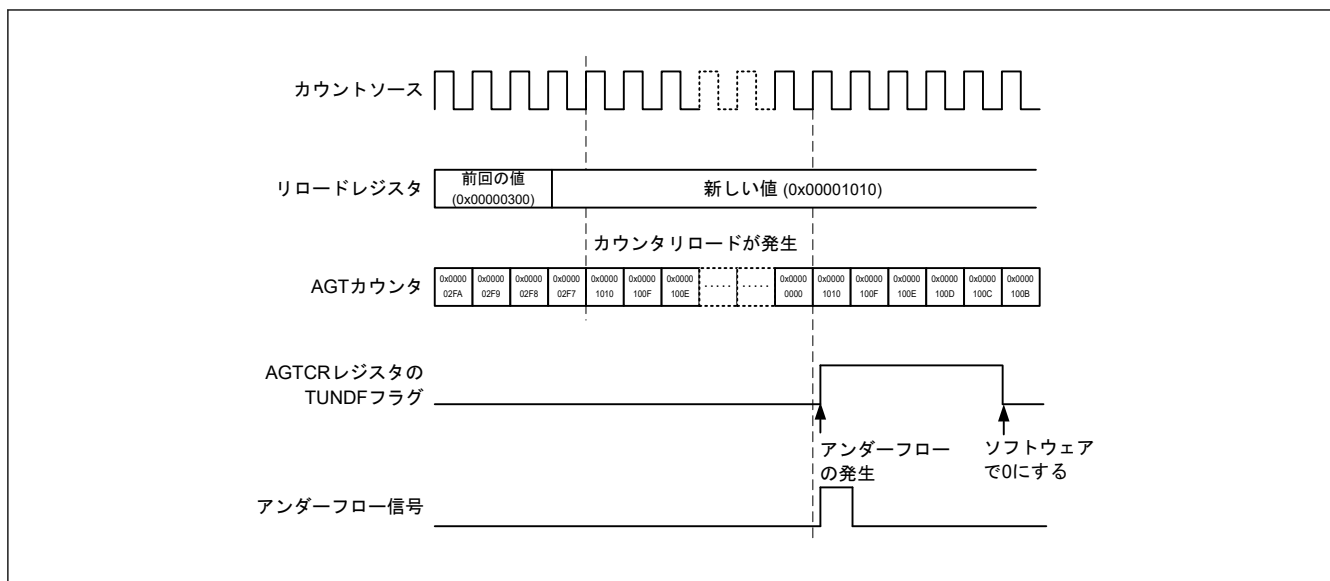 カウントソース
リロードレジスタ
前回の値
(0x00000300)
新しい値 (0x00001010)
カウンタリロードが発生
AGTカウンタ
0x0000 0x0000 0x0000 0x0000 0x0000 0x0000 0x0000 ..... ..... 0x0000 0x0000 0x0000 0x0000 0x0000 0x0000 0x0000
02FA 02F9 02F8 02F7 1010 100F 100E 0000 1010 100F 100E 100D 100C 100B
AGTCRレジスタの
TUNDFフラグ
アンダーフロー
の発生
ソフトウェア
で0にする
アンダーフロー信号